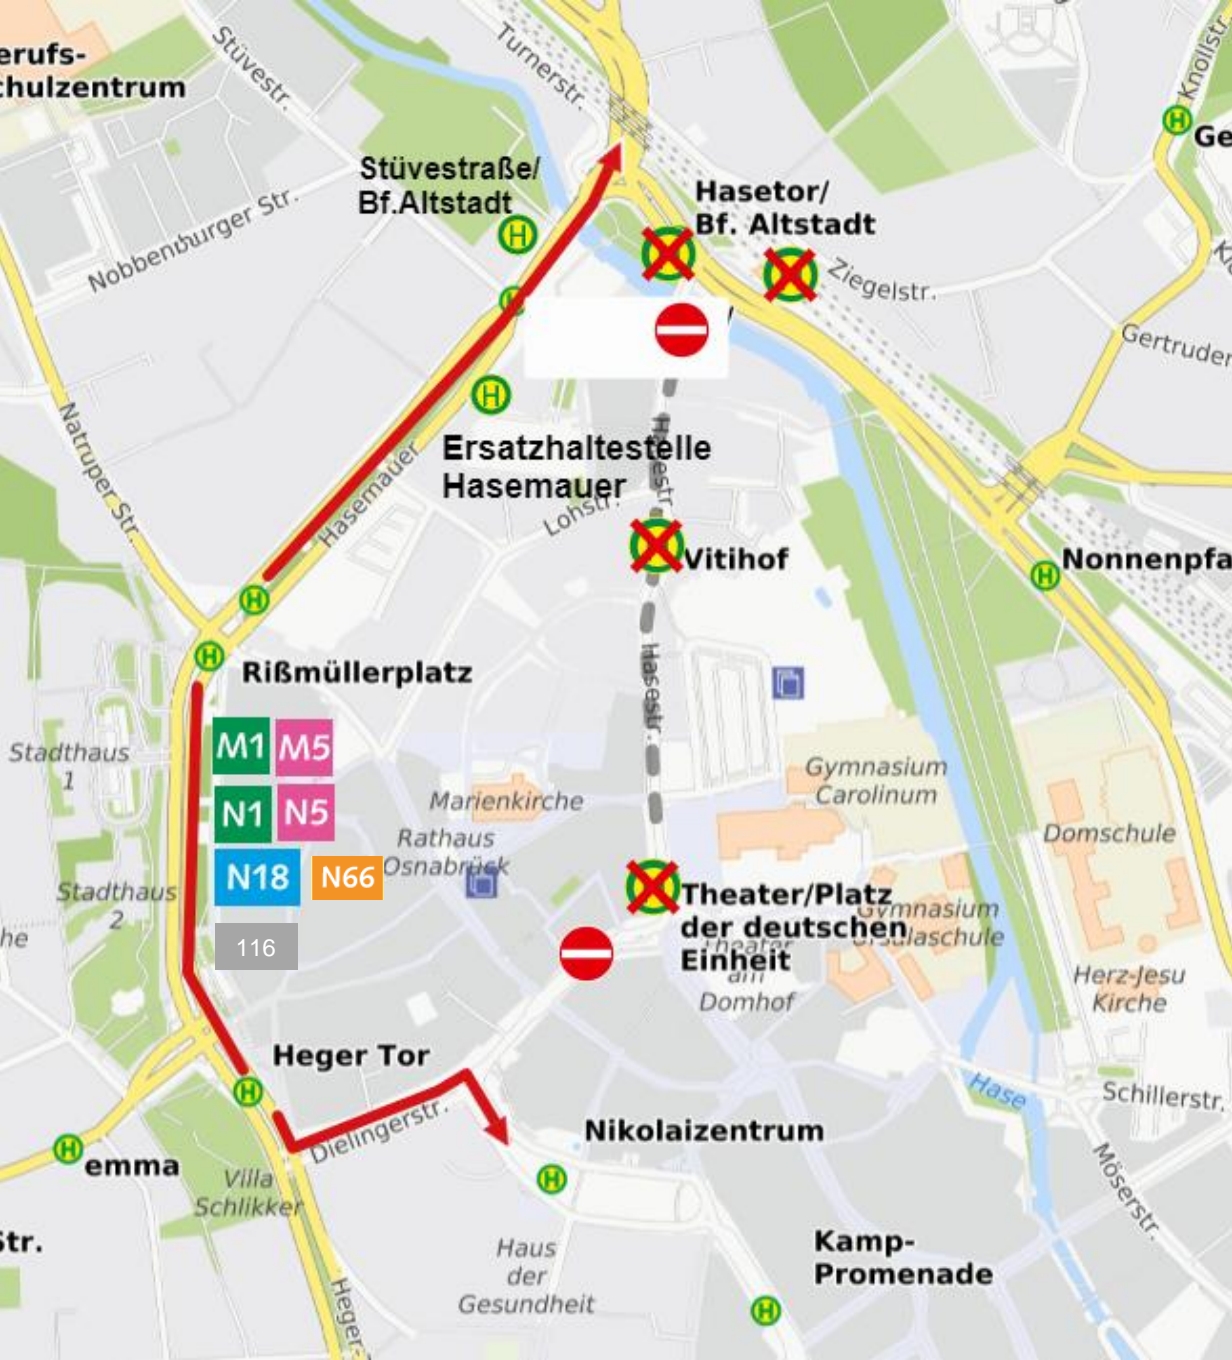 erufs-
chulzentrum
Stüvestr.
Turnerstr.
Knollstr.
Ge
Stüvestraße/
Bf.Altstadt
H
Hasetor/
Bf. Altstadt
Nobbenburger Str.
Ziegelstr.
Gertruder
H
Natruper Str.
Hasemauer
Ersatzhaltestelle
Hasemauer
Lohstr.
Hasestr.
Vitihof
Nonnenpfa
H
H
H
Rißmüllerplatz
Hasestr.
M1 M5
N1 N5
N18 N66
116
Stadthaus
1
Stadthaus
2
he
Marienkirche
Rathaus
Osnabrück
Gymnasium
Carolinum
Domschule
Theater/Platz
der deutschen
Einheit
Gymnasium
Ursulaschule
Theater
am
Domhof
Herz-Jesu
Kirche
Heger Tor
H
Dielingerstr.
Hase
Schillerstr.
Möserstr.
Nikolaizentrum
H
H
emma
Villa
Schlikker
Str.
Haus
der
Gesundheit
Kamp-
Promenade
H
Heger-